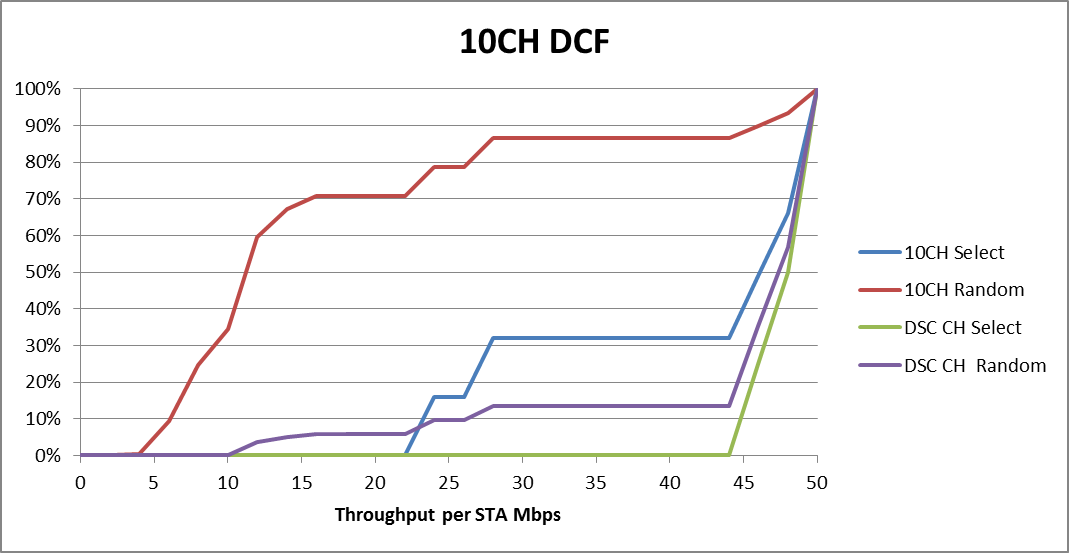 10CH DCF
100%
90%
80%
70%
60%
50%
40%
30%
20%
10%
0%
0 5 10 15 20 25 30 35 40 45 50
Throughput per STA Mbps
10CH Select
10CH Random
DSC CH Select
DSC CH Random